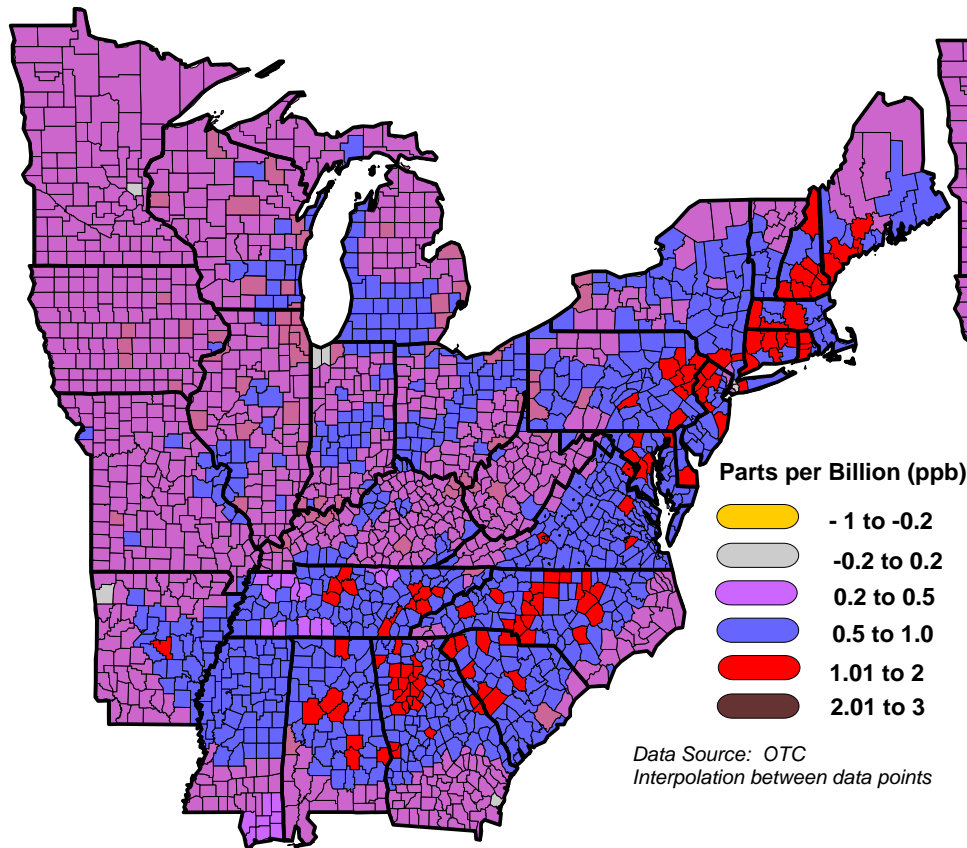 Parts per Billion (ppb)
- 1 to -0.2
-0.2 to 0.2
0.2 to 0.5
0.5 to 1.0
1.01 to 2
2.01 to 3
Data Source: OTC
Interpolation between data points